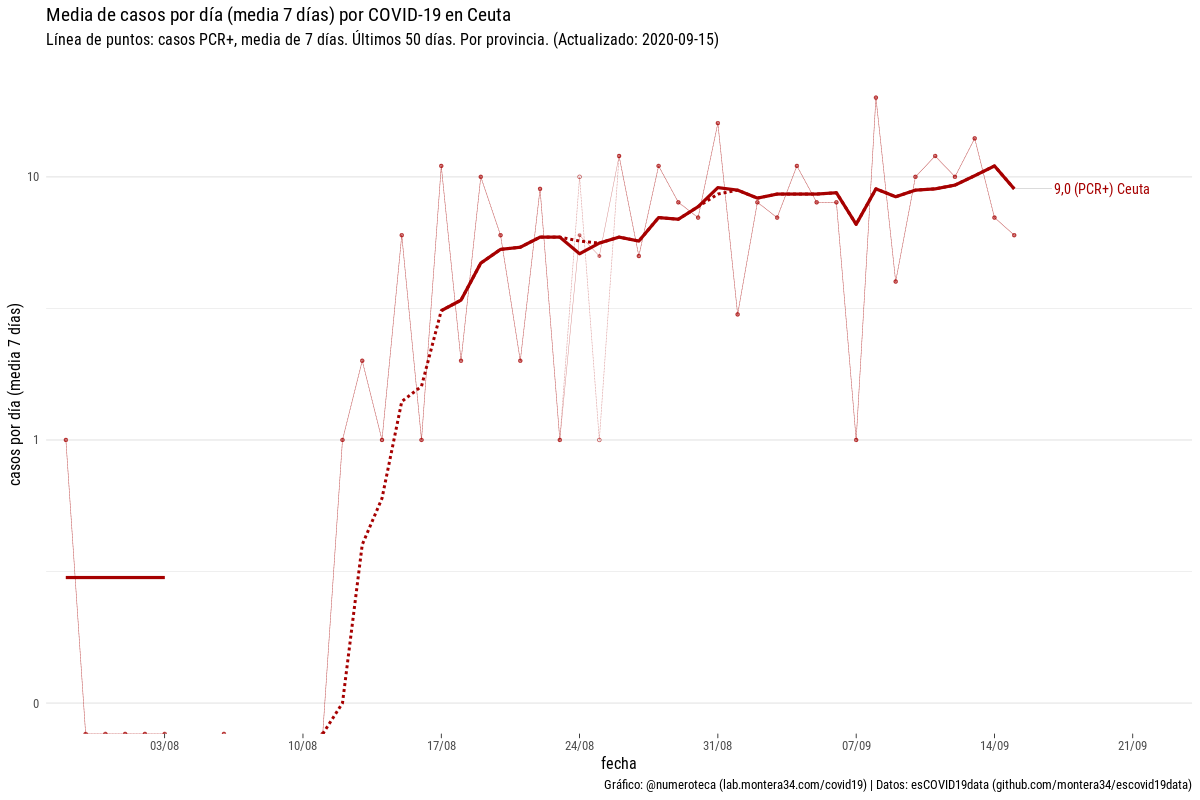 Media de casos por día (media 7 días) por COVID-19 en Ceuta
Línea de puntos: casos PCR+, media de 7 días. Últimos 50 días. Por provincia. (Actualizado: 2020-09-15)
casos por día (media 7 días)
10
1
0
9,0 (PCR+) Ceuta
03/08 10/08 17/08 24/08 31/08 07/09 14/09 21/09
fecha
Gráfico: @numeroteca (lab.montera34.com/covid19) | Datos: esCOVID19data (github.com/montera34/escovid19data)